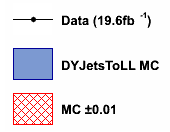 Data (19.6fb -1)
DYJetsToLL MC
MC ±0.01